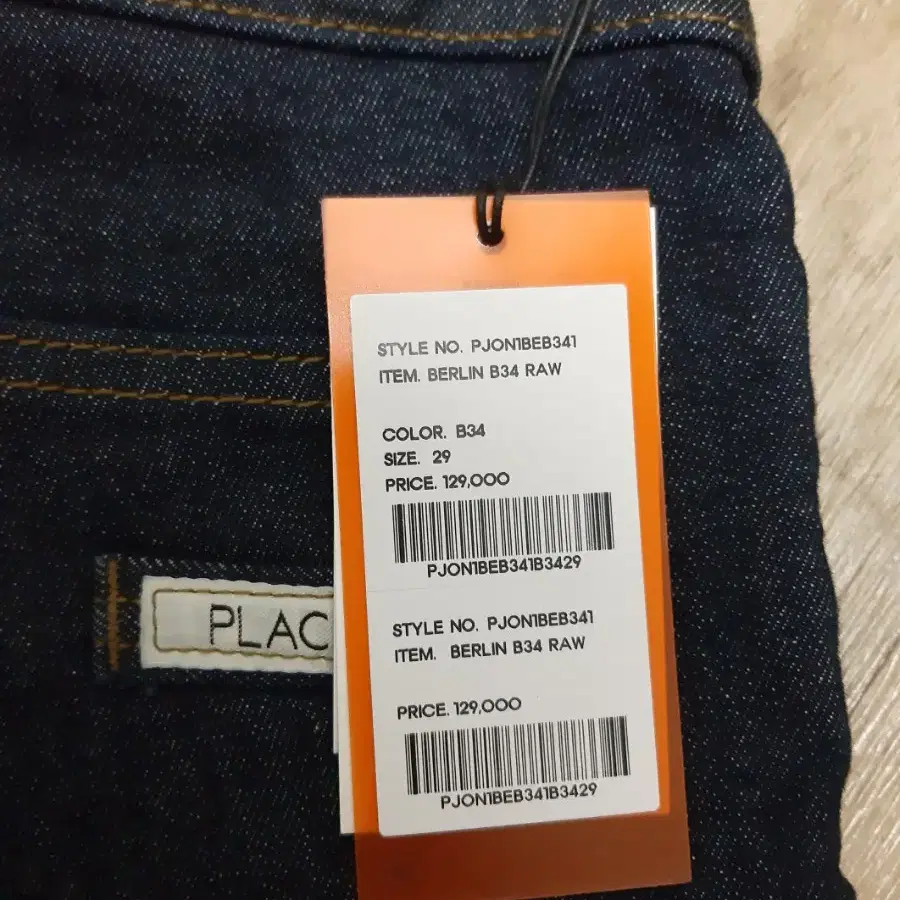 STYLE NO. PJON1BEB341
ITEM. BERLIN B34 RAW
COLOR. B34
SIZE. 29
PRICE. 129,000
PJON1BEB341B3429
STYLE NO. PJON1BEB341
ITEM. BERLIN B34 RAW
PRICE. 129,000
PJON1BEB341B3429
PLAC